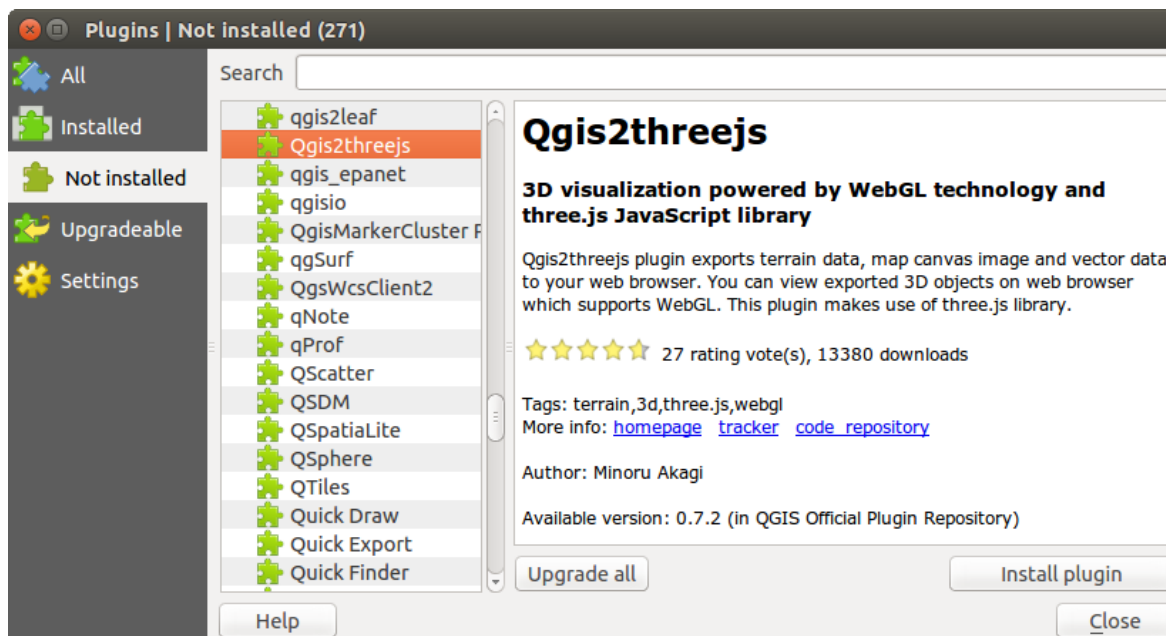 Plugins | Not installed (271)
All
Installed
Not installed
Upgradeable
Settings
Search
qgis2leaf
Qgis2threejs
qgis_epanet
qgisio
QgisMarkerCluster
qgSurf
QgsWcsClient2
qNote
qProf
QScatter
QSDM
QSpatiaLite
QSphere
QTiles
Quick Draw
Quick Export
Quick Finder
Qgis2threejs
3D visualization powered by WebGL technology and
three.js JavaScript library
Qgis2threejs plugin exports terrain data, map canvas image and vector data
to your web browser. You can view exported 3D objects on web browser
which supports WebGL. This plugin makes use of three.js library.
27 rating vote(s), 13380 downloads
Tags: terrain,3d,three.js,webgl
More info: homepage tracker code_repository
Author: Minoru Akagi
Available version: 0.7.2 (in QGIS Official Plugin Repository)
Upgrade all
Install plugin
Help
Close